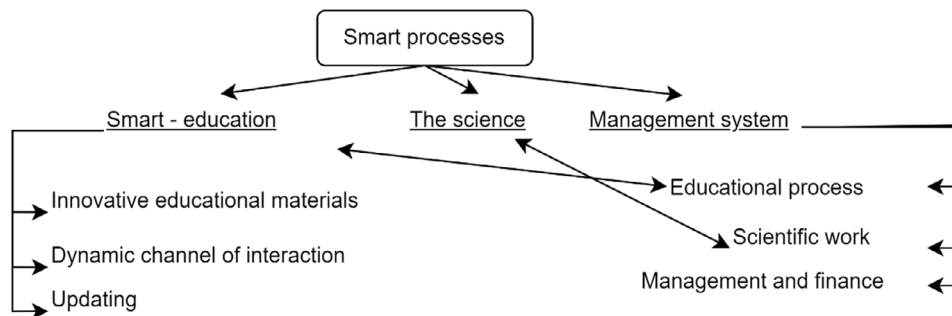 Smart processes
Smart - education
The science
Management system
Innovative educational materials
Dynamic channel of interaction
Updating
Educational process
Scientific work
Management and finance